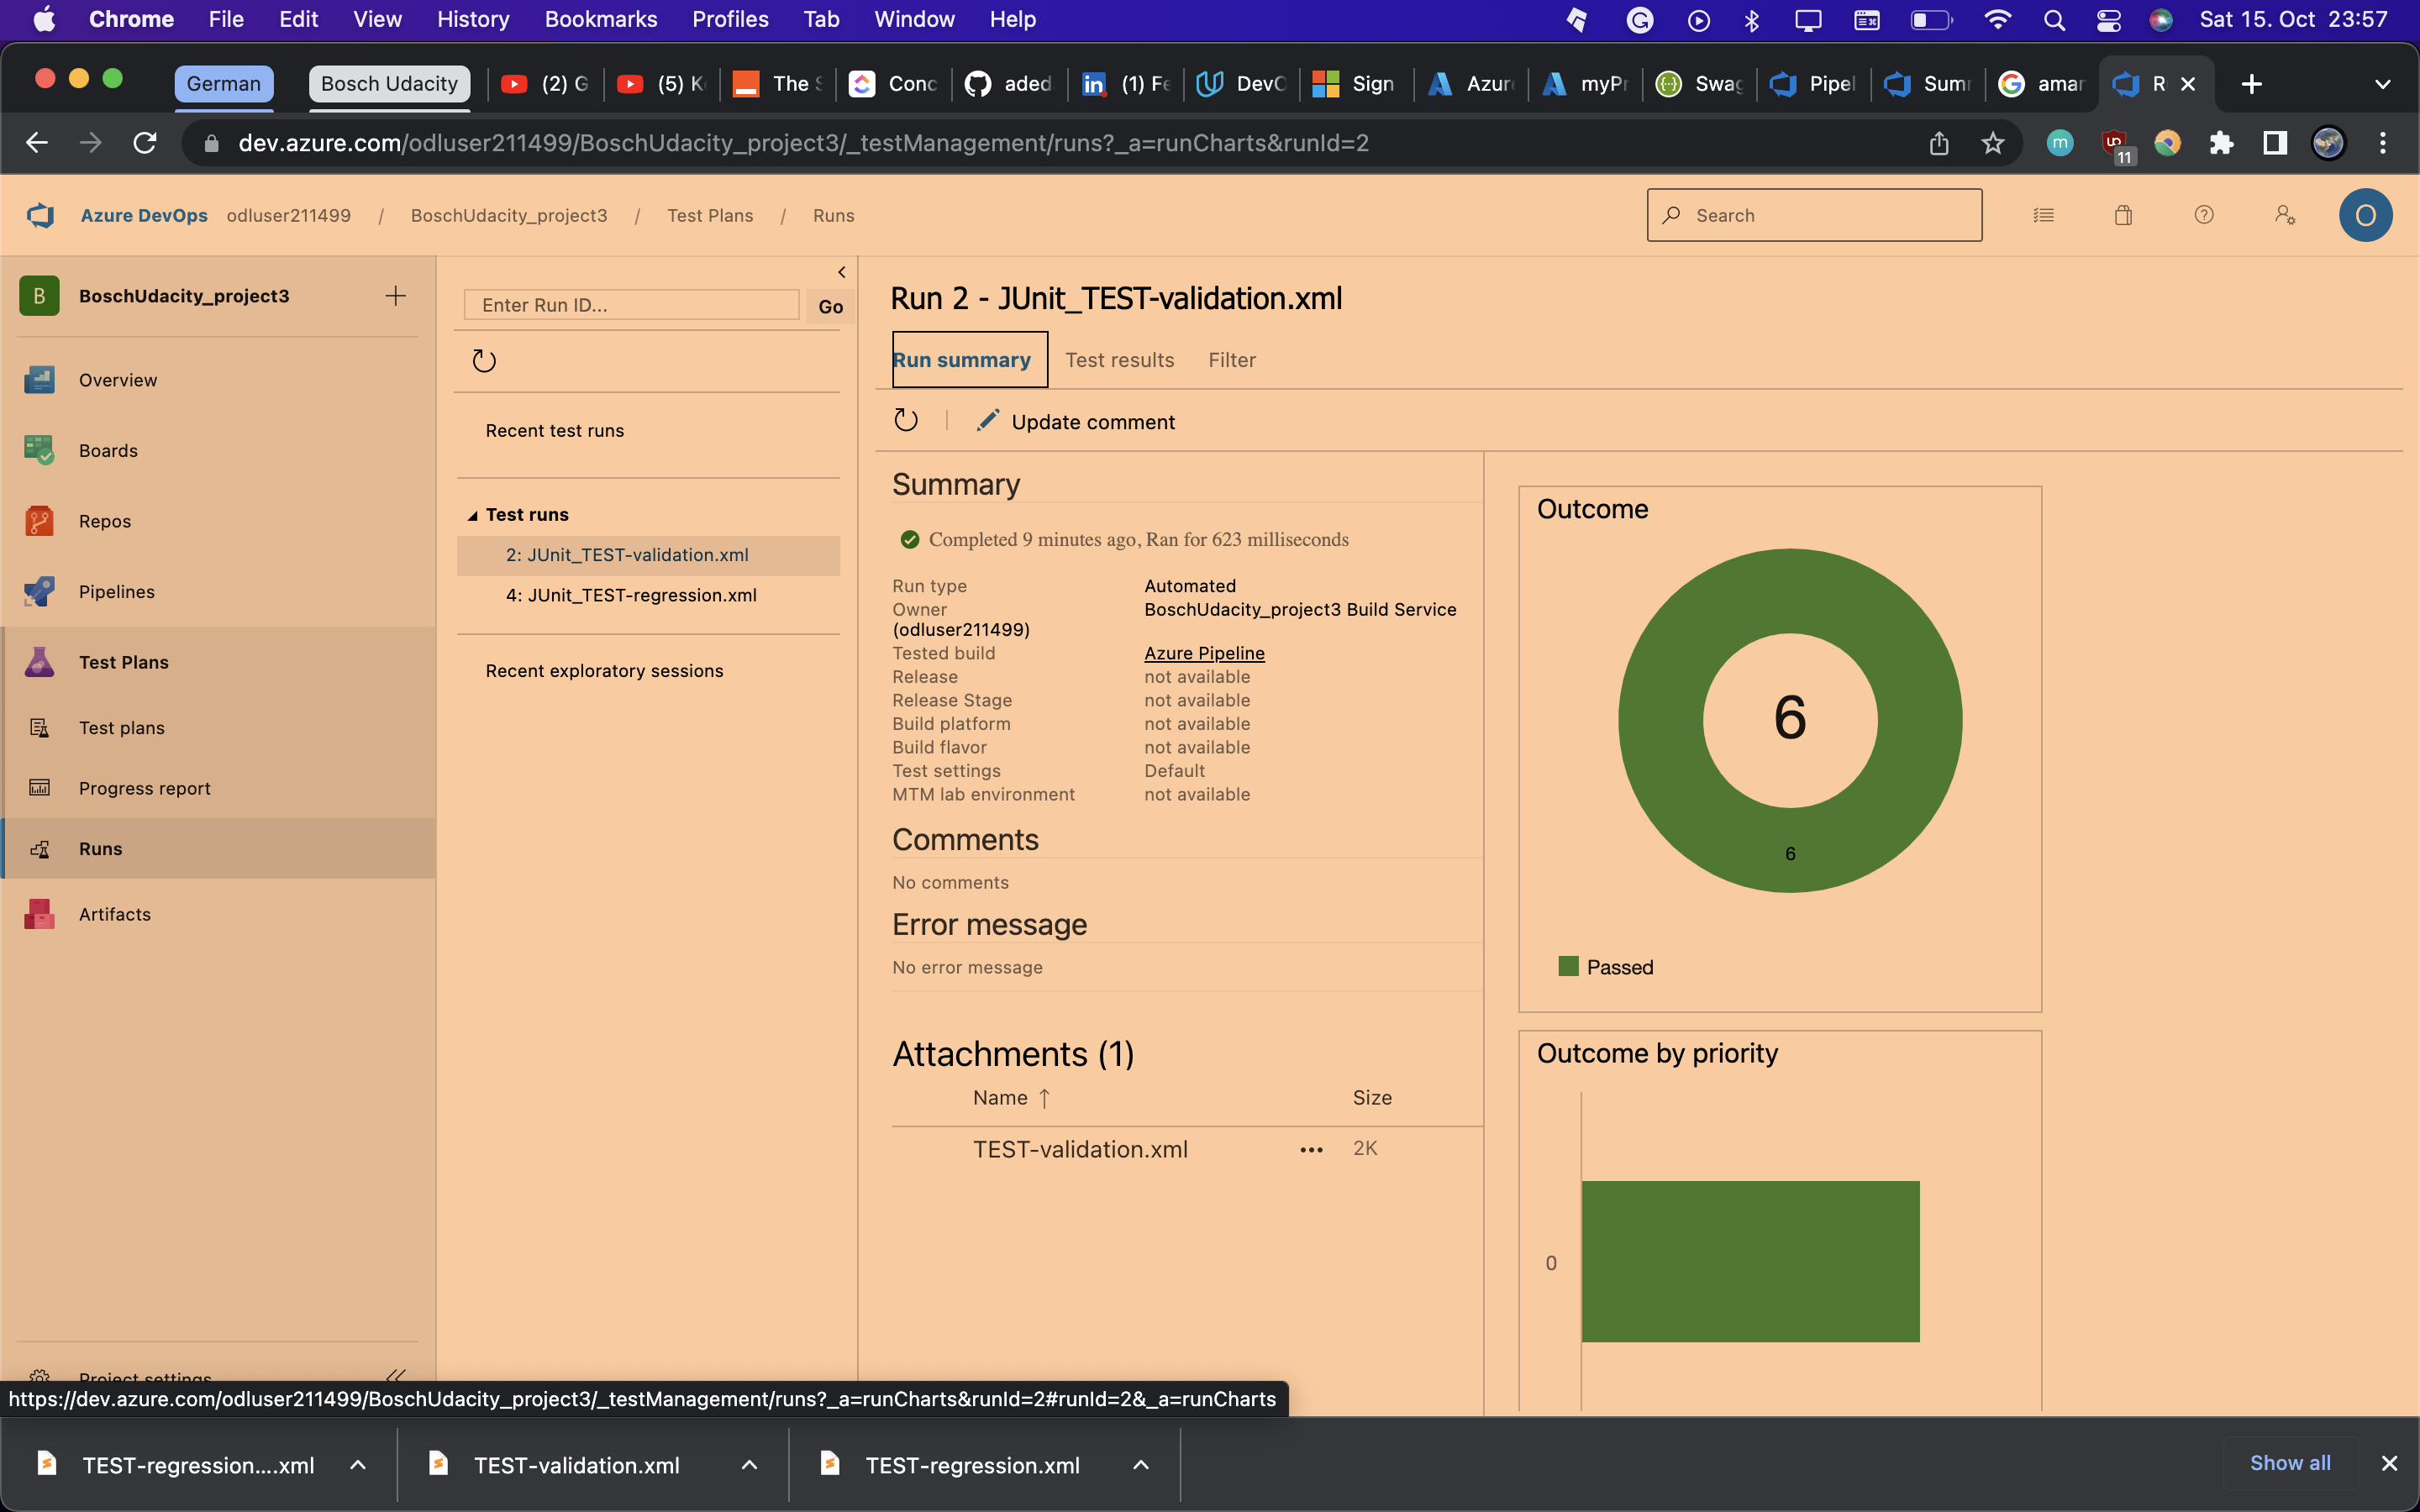 Chrome File Edit View History Bookmarks Profiles Tab Window Help Sat 15. Oct 23:57
German Bosch Udacity (2) G (5) K The S Conc aded (1) Fe DevO Sign Azure myPr Swag Pipel Sum amar R
dev.azure.com/odluser211499/BoschUdacity_project3/_testManagement/runs?_a=runCharts&runId=2
m
11
Azure DevOps odluser211499 / BoschUdacity_project3 / Test Plans / Runs
Search
O
B BoschUdacity_project3
Overview
Boards
Repos
Pipelines
Test Plans
Test plans
Progress report
Runs
Artifacts
Project settings
Enter Run ID... Go
Recent test runs
Test runs
2: JUnit_TEST-validation.xml
4: JUnit_TEST-regression.xml
Recent exploratory sessions
Run 2 - JUnit_TEST-validation.xml
Run summary Test results Filter
Update comment
Summary
Completed 9 minutes ago, Ran for 623 milliseconds
Run type Automated
Owner BoschUdacity_project3 Build Service
(odluser211499)
Tested build Azure Pipeline
Release not available
Release Stage not available
Build platform not available
Build flavor not available
Test settings Default
MTM lab environment not available
Comments
No comments
Error message
No error message
Attachments (1)
Name ↑ Size
TEST-validation.xml ••• 2K
Outcome
6
6
Passed
Outcome by priority
0
https://dev.azure.com/odluser211499/BoschUdacity_project3/_testManagement/runs?_a=runCharts&runId=2#runId=2&_a=runCharts
TEST-regression....xml TEST-validation.xml TEST-regression.xml Show all